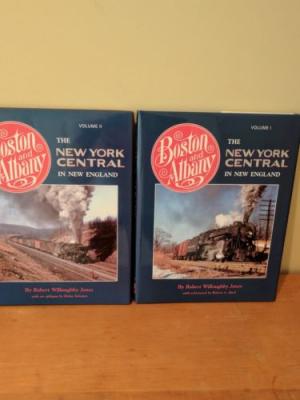 VOLUME II
Boston
and
Albany
THE
NEW YORK
CENTRAL
IN NEW ENGLAND
By Robert Willoughby Jones
VOLUME I
Boston
and
Albany
THE
NEW YORK
CENTRAL
IN NEW ENGLAND
By Robert Willoughby Jones